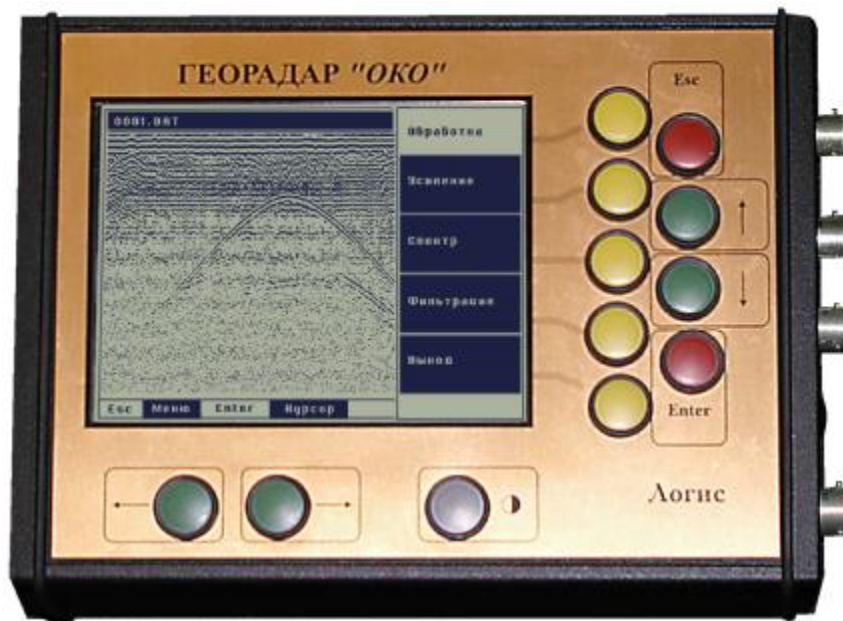 ГЕОРАДАР "ОКО"
Esc
0001.DAT
Обработка
Усиление
Спектр
Фильтрация
Выход
Esc Меню Enter Курсор
Enter
Логис